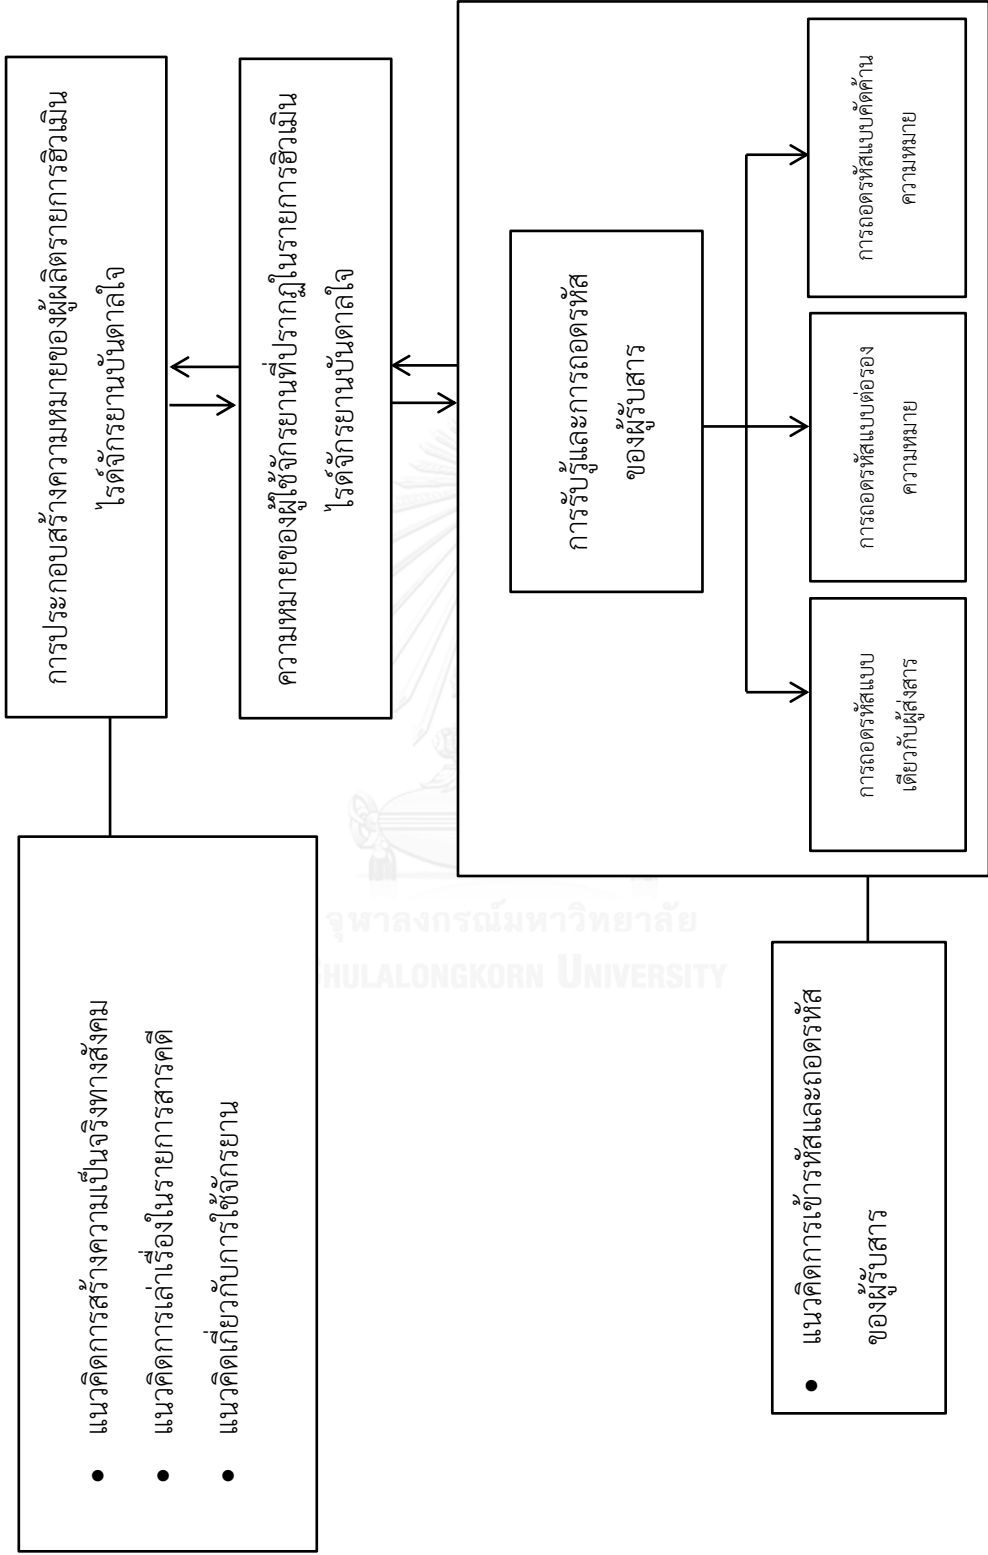 การประกอบสร้างความหมายของผู้ผลิตรายการฮิวเมิน
ไรด์จักรยานบันดาลใจ
ความหมายของผู้ใช้จักรยานที่ปรากฏในรายการฮิวเมิน
ไรด์จักรยานบันดาลใจ
การรับรู้และการถอดรหัส
ของผู้รับสาร
การถอดรหัสแบบ
เดียวกับผู้ส่งสาร
การถอดรหัสแบบต่อรอง
ความหมาย
การถอดรหัสแบบคัดค้าน
ความหมาย
• แนวคิดการสร้างความเป็นจริงทางสังคม
• แนวคิดการเล่าเรื่องในรายการสารคดี
• แนวคิดเกี่ยวกับการใช้จักรยาน
• แนวคิดการเข้ารหัสและถอดรหัส
ของผู้รับสาร
จุฬาลงกรณ์มหาวิทยาลัย
HULALONGKORN UNIVERSITY